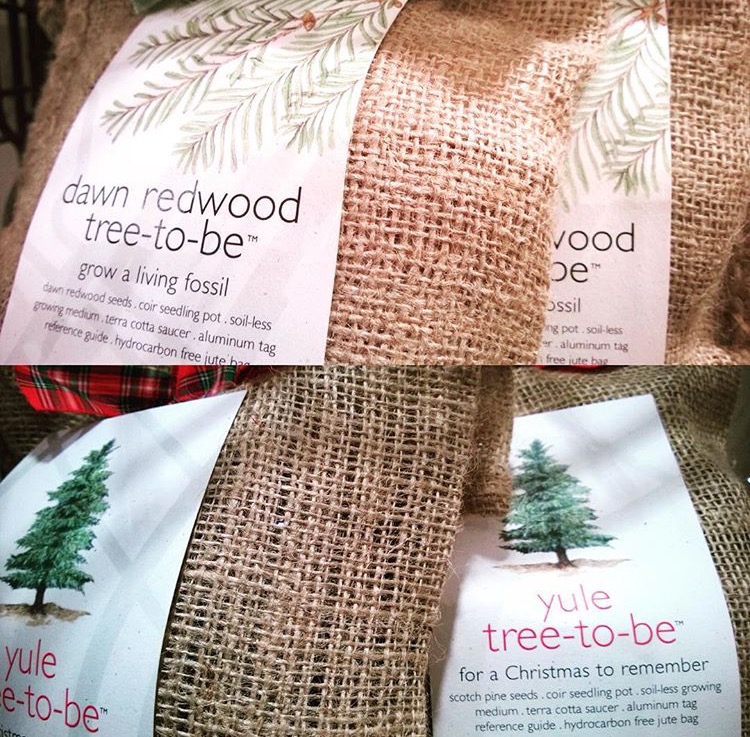 dawn redwood
tree-to-be™
grow a living fossil
dawn redwood seeds . coir seedling pot . soil-less
growing medium . terra cotta saucer . aluminum tag
reference guide . hydrocarbon free jute bag
wood
be™
ossil
ng pot . soil-less
er . aluminum tag
free jute bag
yule
e-to-be™
yule
tree-to-be™
for a Christmas to remember
scotch pine seeds . coir seedling pot . soil-less growing
medium . terra cotta saucer . aluminum tag
reference guide . hydrocarbon free jute bag